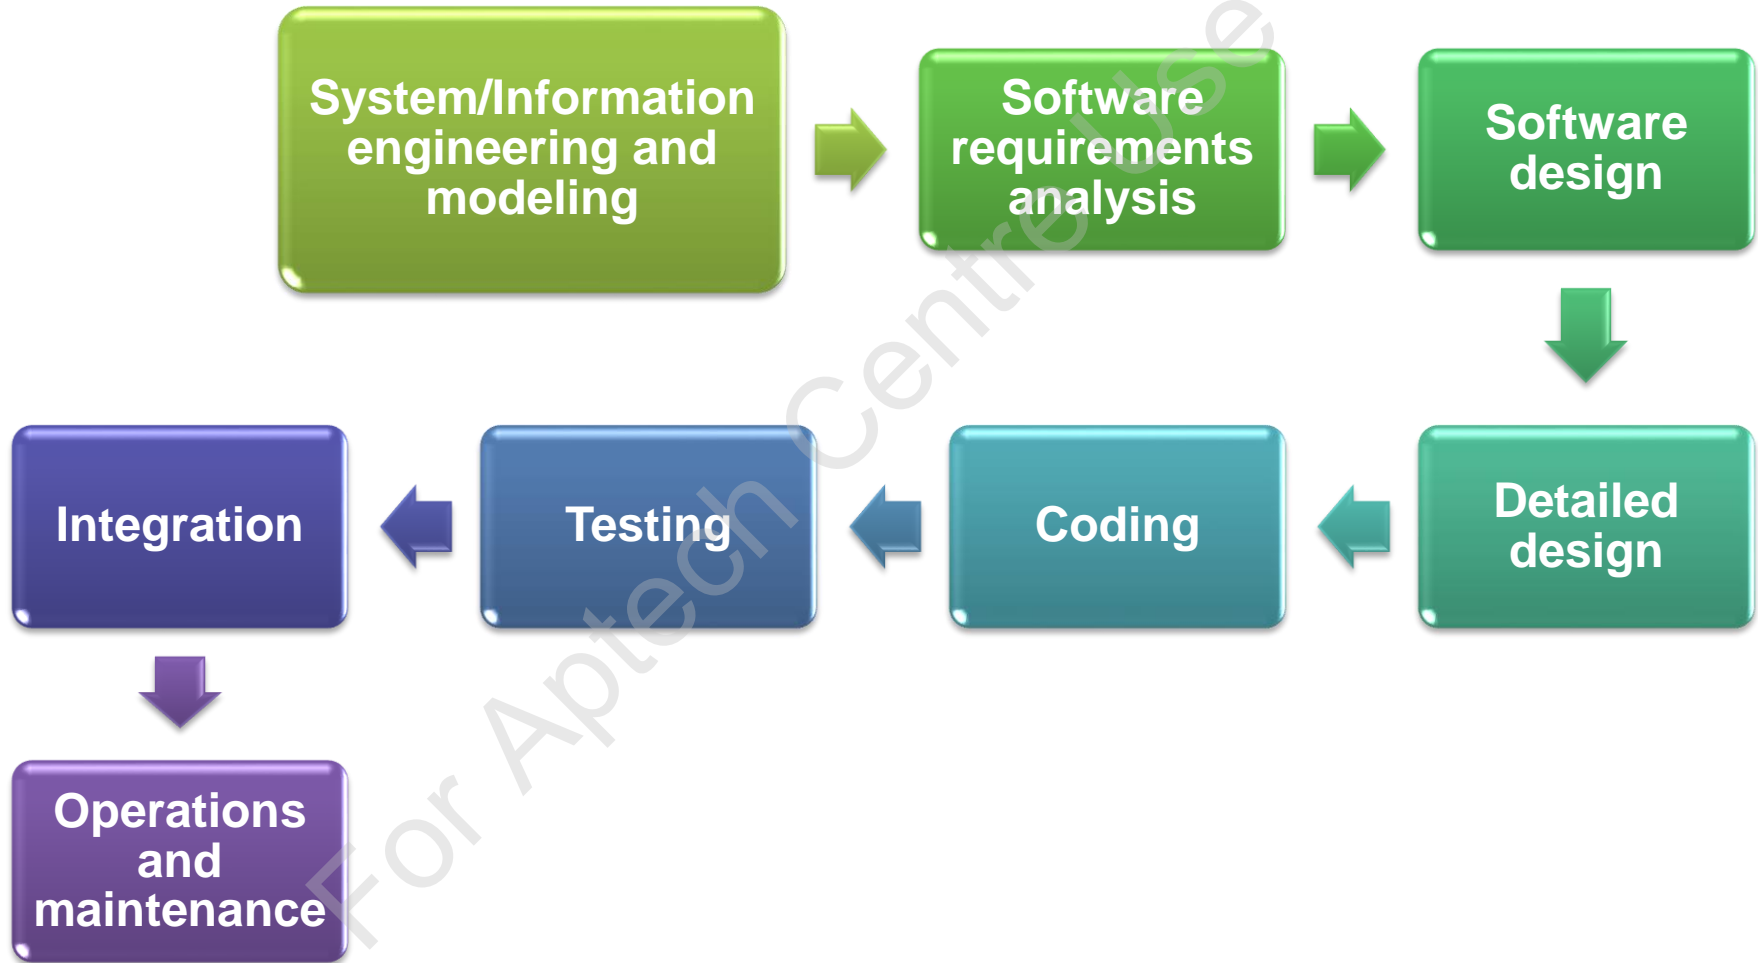 System/Information
engineering and
modeling
Software
requirements
analysis
Software
design
Detailed
design
Coding
Testing
Integration
Operations
and
maintenance
For Aptech Centre Use